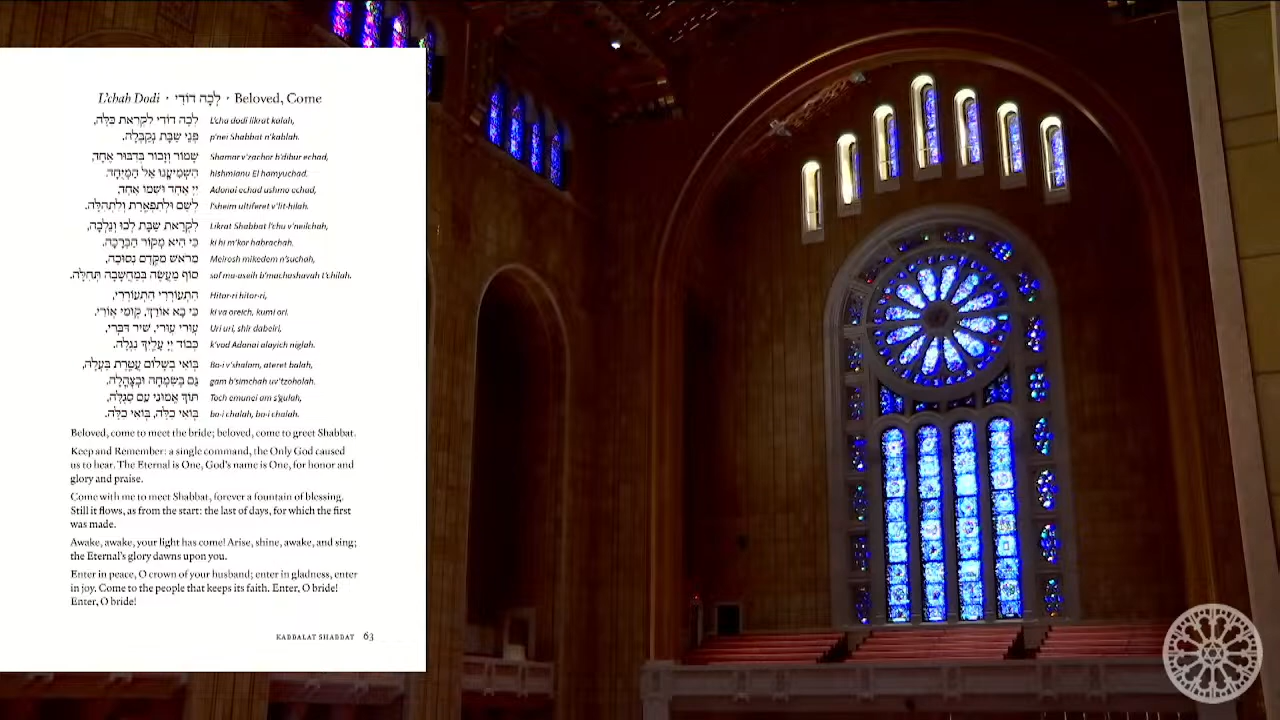 L'chah Dodi · לְכָה דוֹדִי · Beloved, Come
לְכָה דוֹדִי לִקְרַאת כַּלָּה, L'cha dodi likrat kalah,
פְּנֵי שַׁבָּת נְקַבְּלָה. p'nei Shabbat n'kablah.
שָׁמוֹר וְזָכוֹר בְּדִבּוּר אֶחָד, Shamor v'zachor b'dibur echad,
הִשְׁמִיעָֽנוּ אֵל הַמְיֻחָד. hishmianu El hamyuchad.
יְיָ אֶחָד וּשְׁמוֹ אֶחָד, Adonai echad ushmo echad,
לְשֵׁם וּלְתִפְאֶֽרֶת וְלִתְהִלָּה. l'sheim ultiferet v'lit-hilah.
לִקְרַאת שַׁבָּת לְכוּ וְנֵלְכָה, Likrat Shabbat l'chu v'neilchah,
כִּי הִיא מְקוֹר הַבְּרָכָה. ki hi m'kor habrachah.
מֵרֹאשׁ מִקֶּֽדֶם נְסוּכָה, Meirosh mikedem n'suchah,
סוֹף מַעֲשֶׂה בְּמַחֲשָׁבָה תְּחִלָּה. sof ma-aseih b'machashavah t'chilah.
הִתְעוֹרְרִי הִתְעוֹרְרִי, Hitor-ri hitor-ri,
כִּי בָא אוֹרֵךְ, קֽוּמִי אֽוֹרִי. ki va oreich, kumi ori.
עֽוּרִי עֽוּרִי, שִׁיר דַּבֵּֽרִי, Uri uri, shir dabeiri,
כְּבוֹד יְיָ עָלַֽיִךְ נִגְלָה. k'vod Adonai alayich niglah.
בּֽוֹאִי בְשָׁלוֹם עֲטֶֽרֶת בַּעְלָהּ, Bo-i v'shalom, ateret balah,
גַּם בְּשִׂמְחָה וּבְצָהֳלָה. gam b'simchah uv'tzoholah.
תּוֹךְ אֱמוּנֵי עַם סְגֻלָּה, Toch emunei am s'gulah,
בּֽוֹאִי כַלָּה, בּֽוֹאִי כַלָּה. bo-i chalah, bo-i chalah.
Beloved, come to meet the bride; beloved, come to greet Shabbat.
Keep and Remember: a single command, the Only God caused
us to hear. The Eternal is One, God's name is One, for honor and
glory and praise.
Come with me to meet Shabbat, forever a fountain of blessing.
Still it flows, as from the start: the last of days, for which the first
was made.
Awake, awake, your light has come! Arise, shine, awake, and sing;
the Eternal's glory dawns upon you.
Enter in peace, O crown of your husband; enter in gladness, enter
in joy. Come to the people that keeps its faith. Enter, O bride!
Enter, O bride!
KABBALAT SHABBAT 63